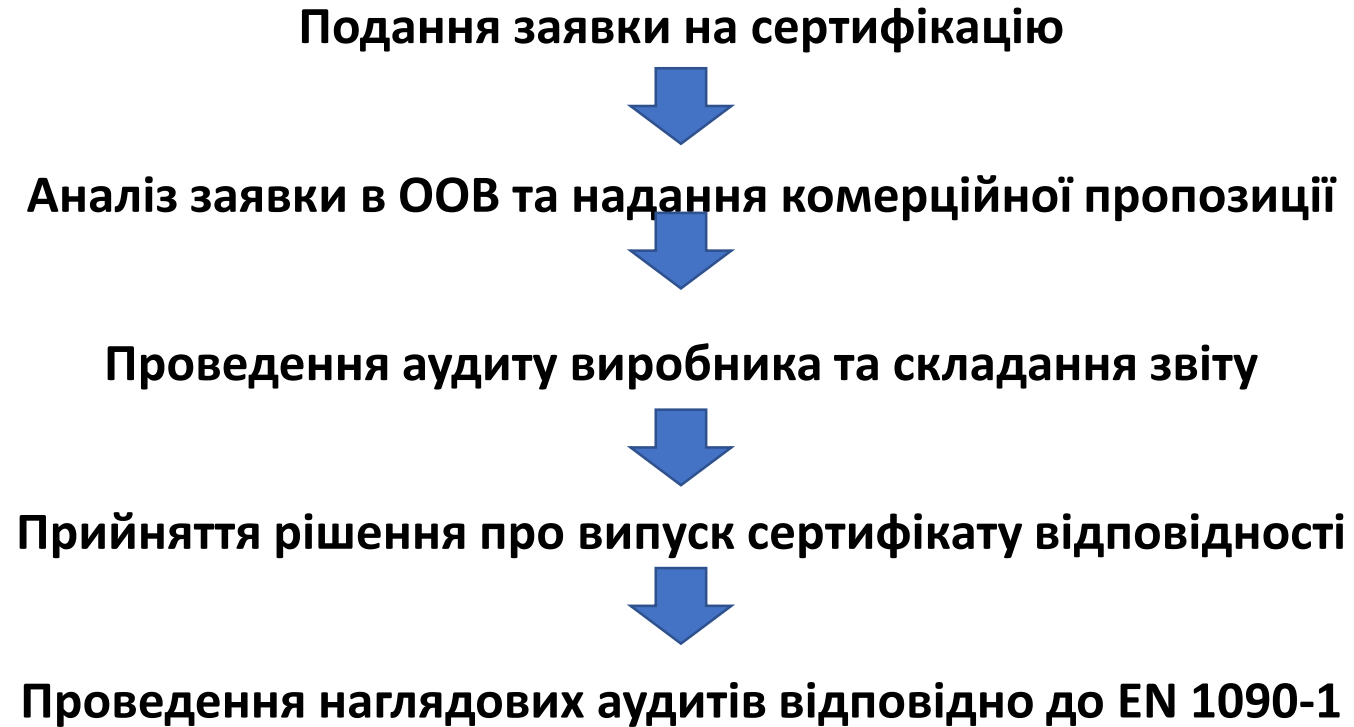 Подання заявки на сертифікацію
Аналіз заявки в ООВ та надання комерційної пропозиції
Проведення аудиту виробника та складання звіту
Прийняття рішення про випуск сертифікату відповідності
Проведення наглядових аудитів відповідно до EN 1090-1